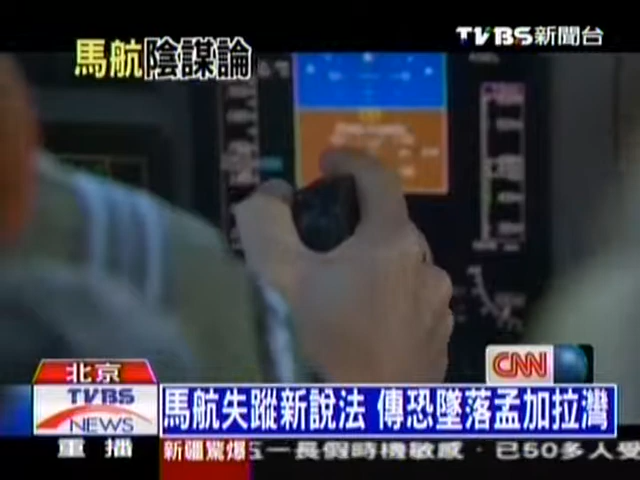 TVBS新聞台
馬航陰謀論
CNN
北京
TVBS
NEWS
馬航失蹤新說法 傳恐墜落孟加拉灣
重播
新疆驚爆 五一長假時機敏感，已50多人受